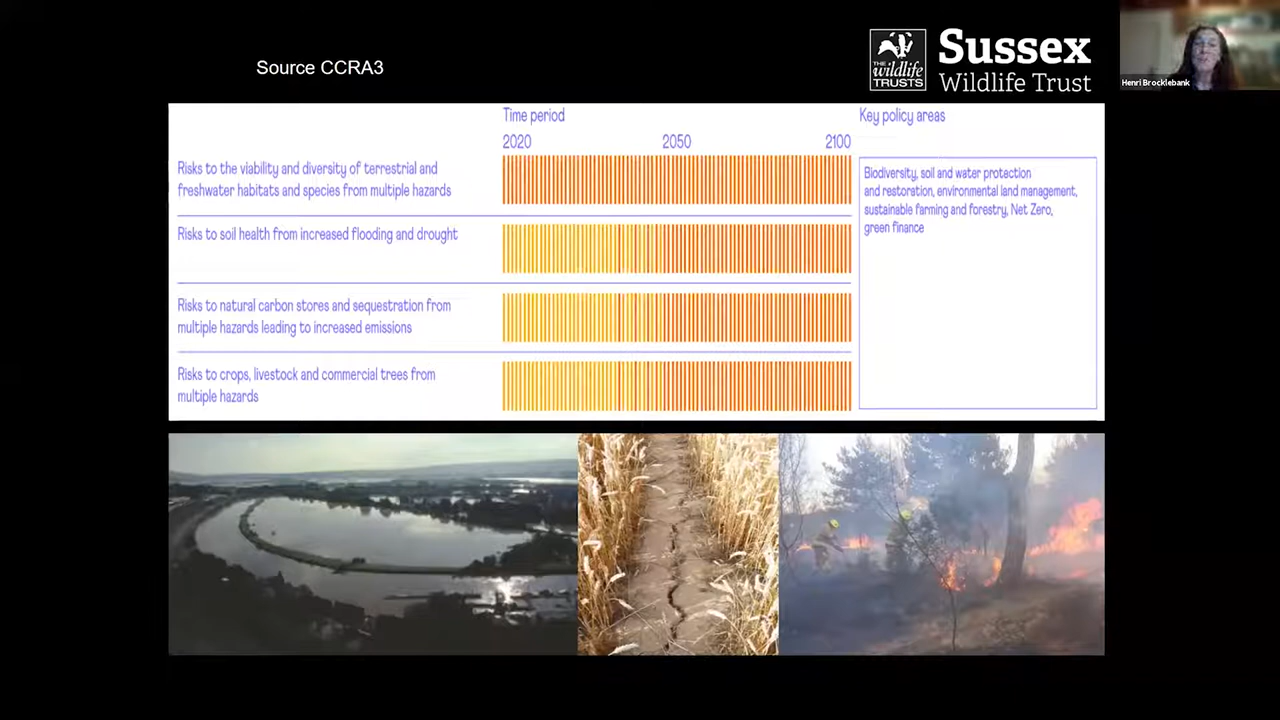 Source CCRA3
THE
wildlife
TRUSTS
Sussex
Wildlife Trust
Henri Brocklebank
Time period
Key policy areas
2020
2050
2100
Risks to the viability and diversity of terrestrial and
freshwater habitats and species from multiple hazards
Biodiversity, soil and water protection
and restoration, environmental land management,
sustainable farming and forestry, Net Zero,
green finance
Risks to soil health from increased flooding and drought
Risks to natural carbon stores and sequestration from
multiple hazards leading to increased emissions
Risks to crops, livestock and commercial trees from
multiple hazards